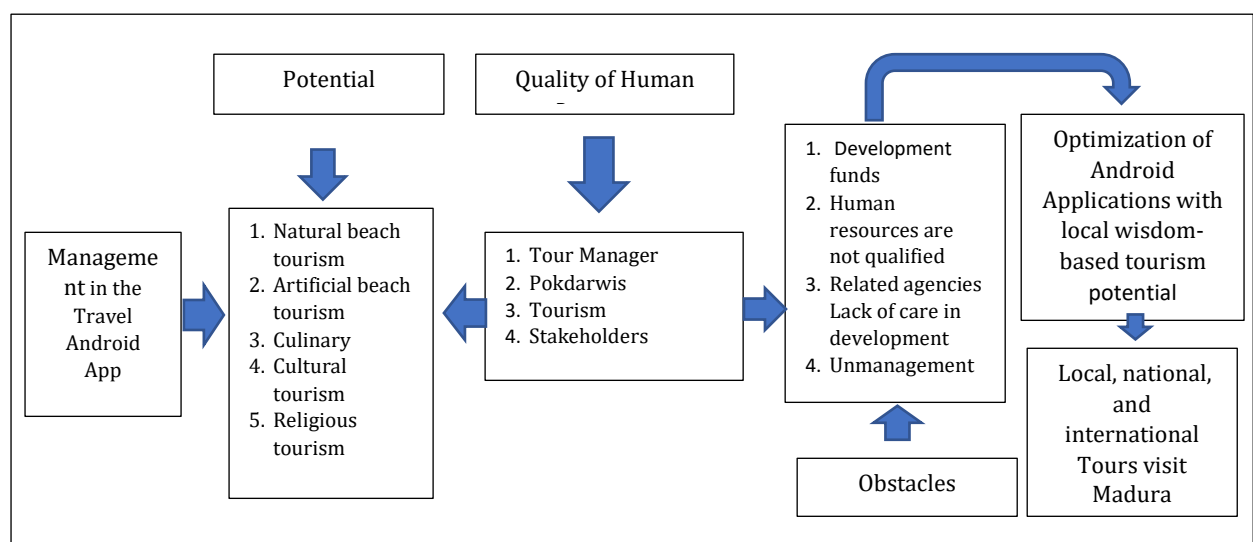 Potential
Quality of Human
Manageme
nt in the
Travel
Android
App
1. Natural beach
tourism
2. Artificial beach
tourism
3. Culinary
4. Cultural
tourism
5. Religious
tourism
1. Tour Manager
2. Pokdarwis
3. Tourism
4. Stakeholders
1. Development
funds
2. Human
resources are
not qualified
3. Related agencies
Lack of care in
development
4. Unmanagement
Obstacles
Optimization of
Android
Applications with
local wisdom-
based tourism
potential
Local, national,
and
international
Tours visit
Madura